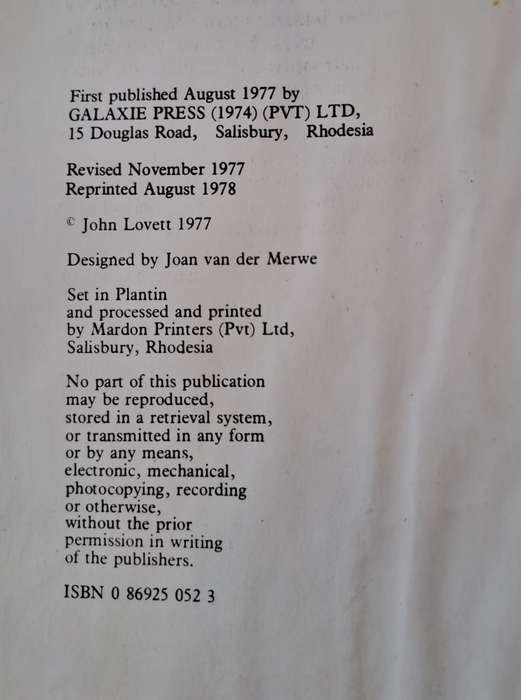 First published August 1977 by
GALAXIE PRESS (1974) (PVT) LTD,
15 Douglas Road, Salisbury, Rhodesia
Revised November 1977
Reprinted August 1978
© John Lovett 1977
Designed by Joan van der Merwe
Set in Plantin
and processed and printed
by Mardon Printers (Pvt) Ltd,
Salisbury, Rhodesia
No part of this publication
may be reproduced,
stored in a retrieval system,
or transmitted in any form
or by any means,
electronic, mechanical,
photocopying, recording
or otherwise,
without the prior
permission in writing
of the publishers.
ISBN 0 86925 052 3